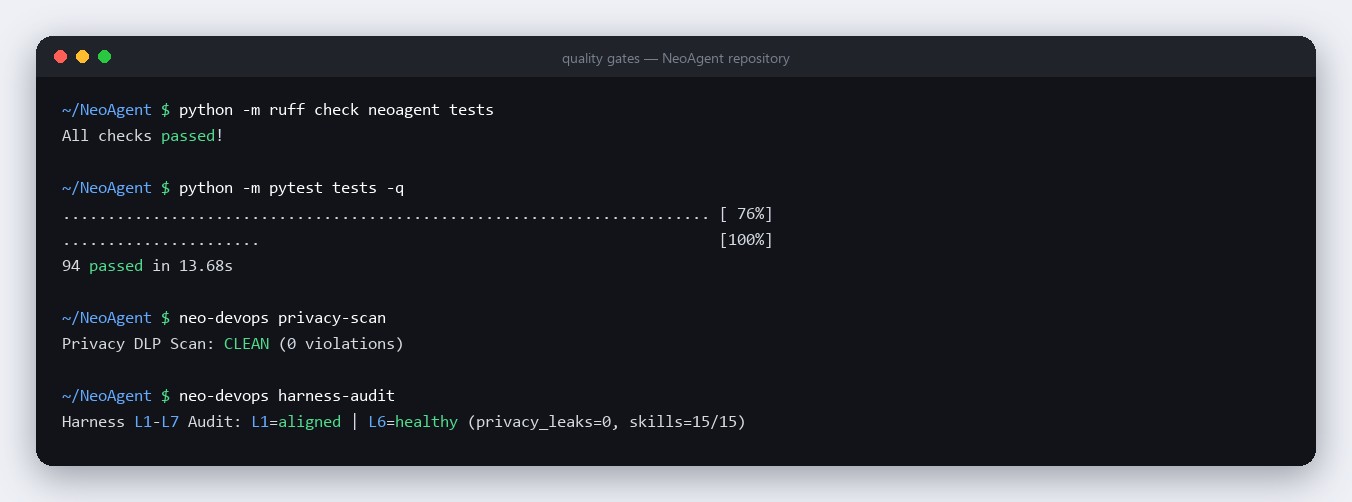 quality gates — NeoAgent repository
~/NeoAgent $ python -m ruff check neoagent tests
All checks passed!
~/NeoAgent $ python -m pytest tests -q
........................................................................ [ 76%]
...................... [100%]
94 passed in 13.68s
~/NeoAgent $ neo-devops privacy-scan
Privacy DLP Scan: CLEAN (0 violations)
~/NeoAgent $ neo-devops harness-audit
Harness L1-L7 Audit: L1=aligned | L6=healthy (privacy_leaks=0, skills=15/15)